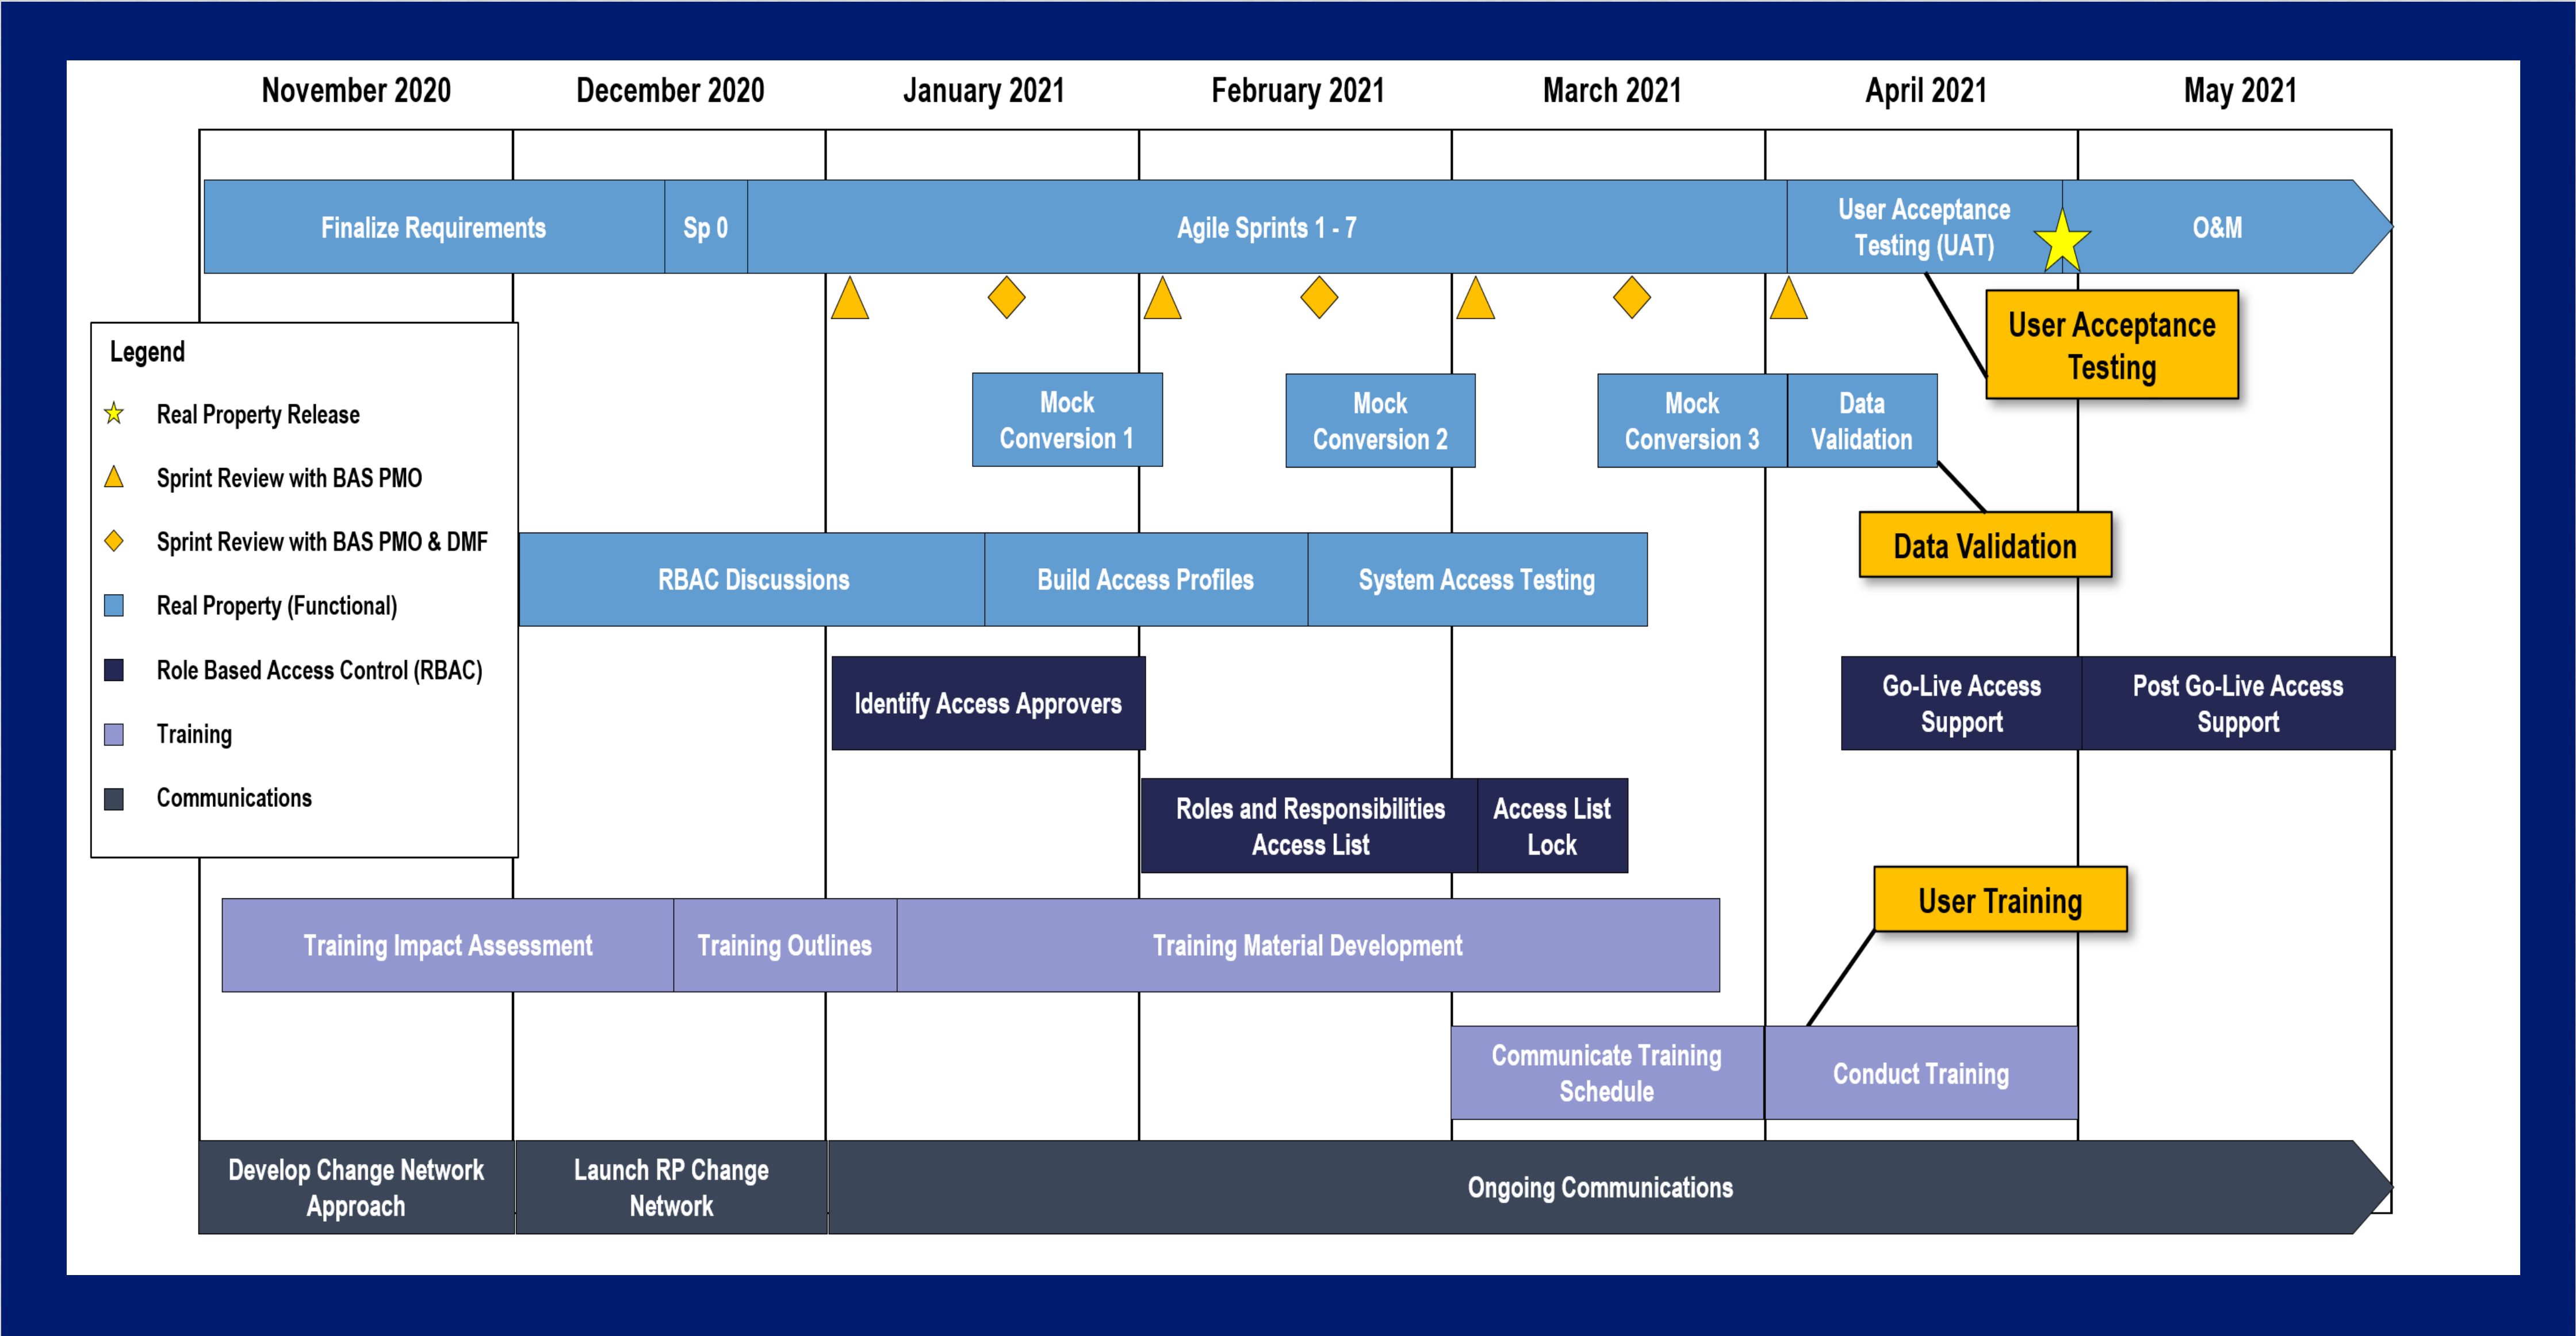 November 2020
December 2020
January 2021
February 2021
March 2021
April 2021
May 2021
Finalize Requirements
Sp 0
Agile Sprints 1 - 7
User Acceptance
Testing (UAT)
O&M
User Acceptance
Testing
Legend
Real Property Release
Sprint Review with BAS PMO
Sprint Review with BAS PMO & DMF
Real Property (Functional)
Role Based Access Control (RBAC)
Training
Communications
Mock
Conversion 1
Mock
Conversion 2
Mock
Conversion 3
Data
Validation
Data Validation
RBAC Discussions
Build Access Profiles
System Access Testing
Identify Access Approvers
Go-Live Access
Support
Post Go-Live Access
Support
Roles and Responsibilities
Access List
Access List
Lock
User Training
Training Impact Assessment
Training Outlines
Training Material Development
Communicate Training
Schedule
Conduct Training
Develop Change Network
Approach
Launch RP Change
Network
Ongoing Communications